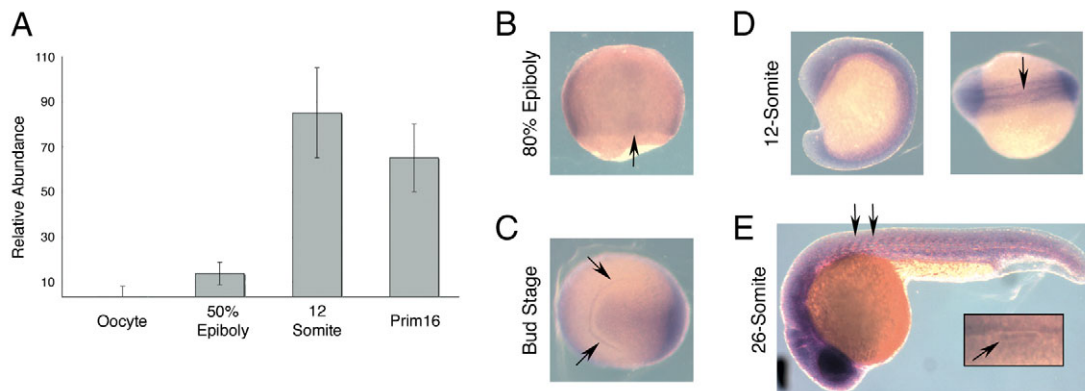 A
Relative Abundance
110
90
70
50
30
10
Oocyte
50%
Epiboly
12
Somite
Prim16
B
80% Epiboly
C
Bud Stage
D
12-Somite
E
26-Somite